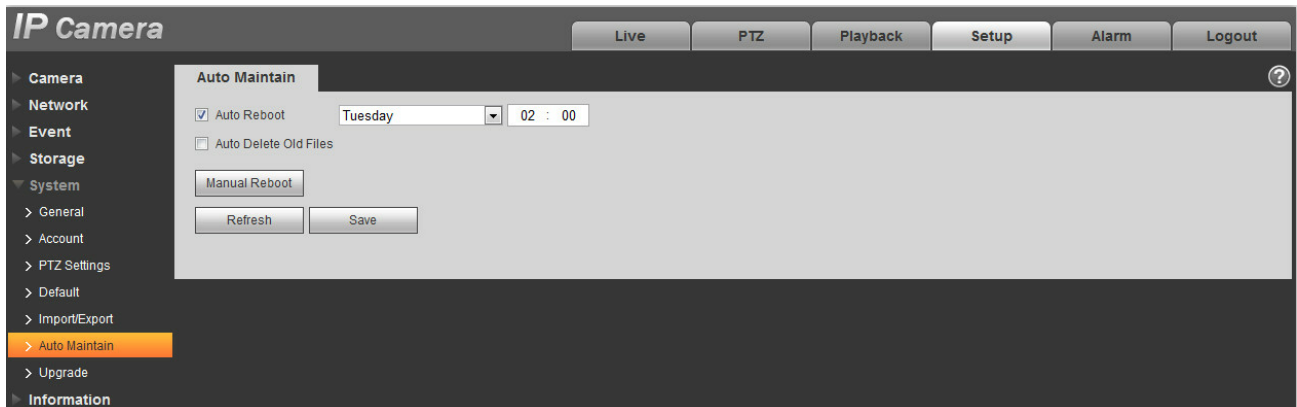 IP Camera
Live PTZ Playback Setup Alarm Logout
Camera
Network
Event
Storage
System
General
Account
PTZ Settings
Default
Import/Export
Auto Maintain
Upgrade
Information
Auto Maintain
?
Auto Reboot Tuesday 02 : 00
Auto Delete Old Files
Manual Reboot
Refresh Save